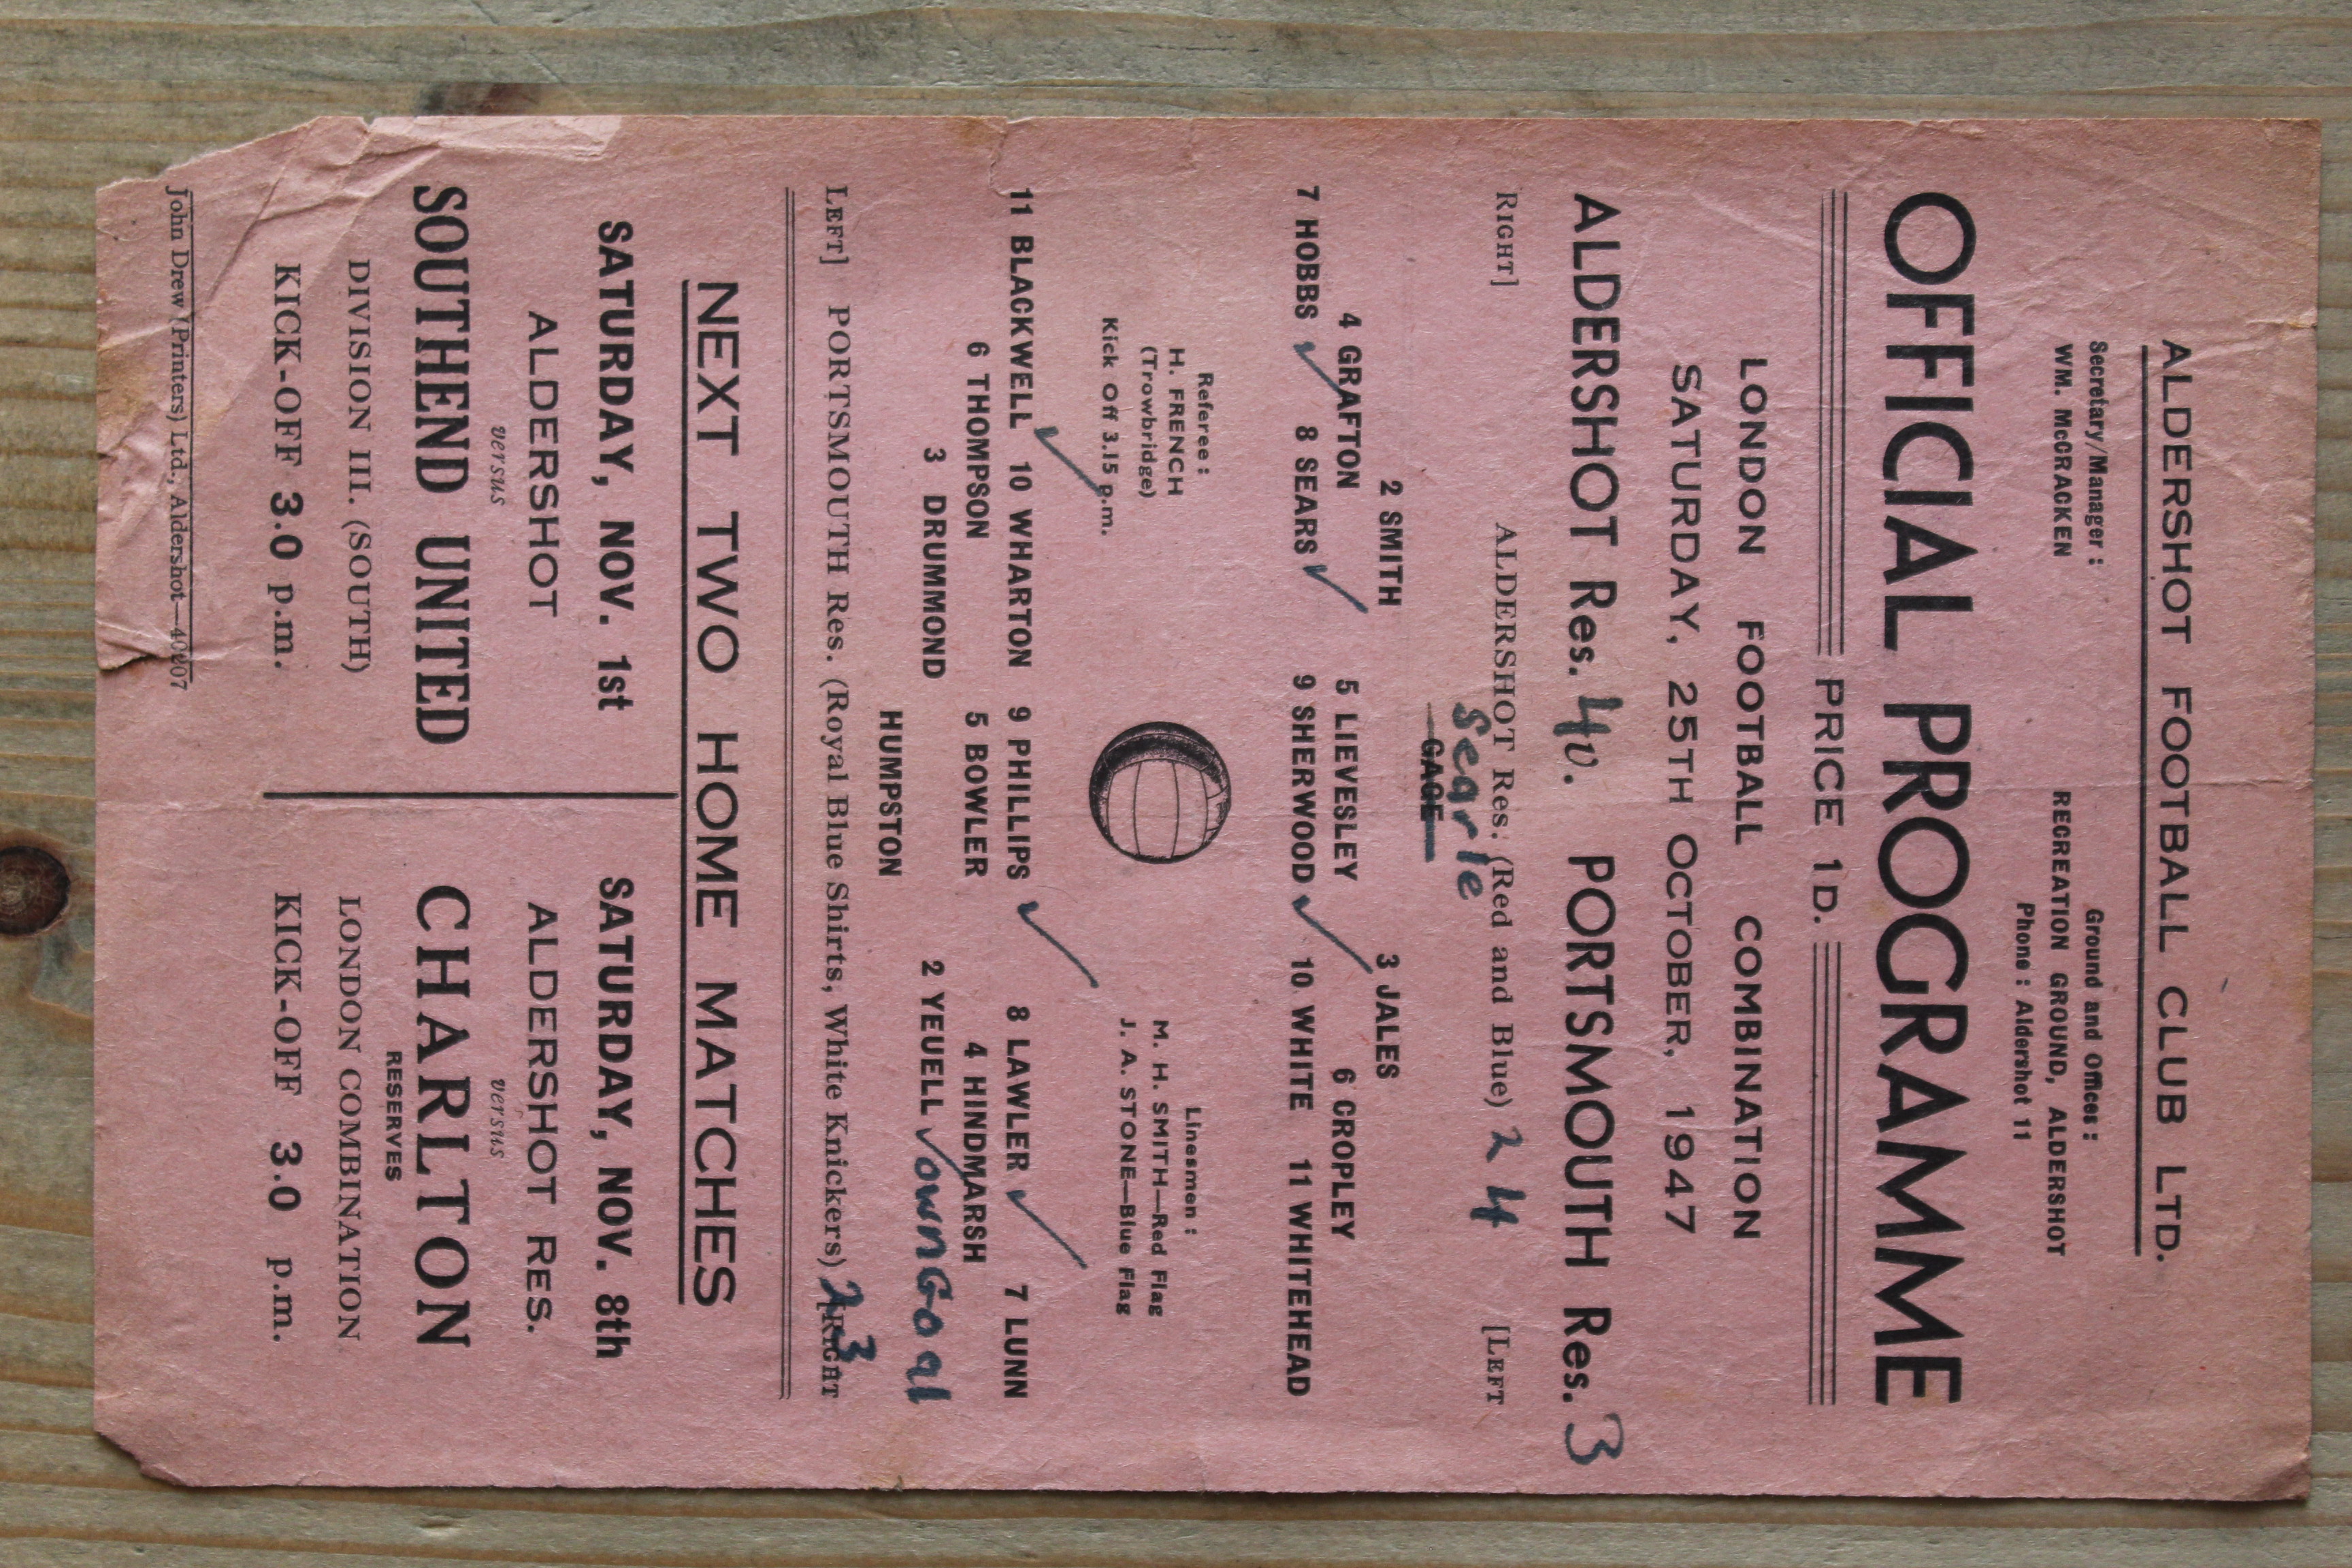 ALDERSHOT FOOTBALL CLUB LTD.
Secretary/Manager:
WM. McCRACKEN
Ground and Offices:
RECREATION GROUND, ALDERSHOT
Phone: Aldershot 11
OFFICIAL PROGRAMME
PRICE 1D.
LONDON FOOTBALL COMBINATION
SATURDAY, 25TH OCTOBER, 1947
ALDERSHOT Res. 4 v. PORTSMOUTH Res. 3
RIGHT] ALDERSHOT Res. (Red and Blue) 2 4 [LEFT
Searle
GAGE
2 SMITH 3 JALES
4 GRAFTON 5 LIEVESLEY 6 CROPLEY
7 HOBBS ✓ 8 SEARS ✓ 9 SHERWOOD ✓ 10 WHITE 11 WHITEHEAD
Referee:
H. FRENCH
(Trowbridge)
Kick Off 3.15 p.m.
Linesmen:
M. H. SMITH—Red Flag
J. A. STONE—Blue Flag
11 BLACKWELL ✓ 10 WHARTON 9 PHILLIPS ✓ 8 LAWLER ✓ 7 LUNN
6 THOMPSON 5 BOWLER 4 HINDMARSH
3 DRUMMOND 2 YEUELL ✓ own Goal
HUMPSTON
LEFT] PORTSMOUTH Res. (Royal Blue Shirts, White Knickers) 2 3 [RIGHT
NEXT TWO HOME MATCHES
SATURDAY, NOV. 1st
ALDERSHOT
versus
SOUTHEND UNITED
DIVISION III. (SOUTH)
KICK-OFF 3.0 p.m.
SATURDAY, NOV. 8th
ALDERSHOT RES.
versus
CHARLTON
RESERVES
LONDON COMBINATION
KICK-OFF 3.0 p.m.
John Drew (Printers) Ltd., Aldershot—